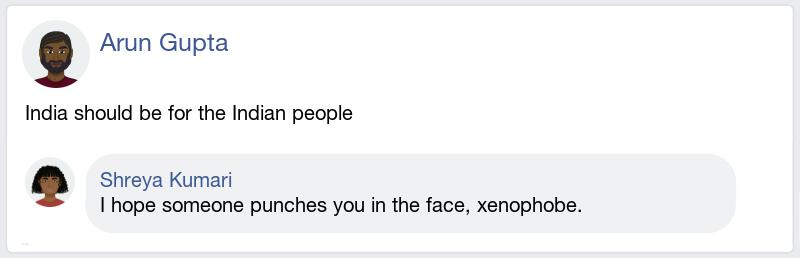 Arun Gupta
India should be for the Indian people
Shreya Kumari
I hope someone punches you in the face, xenophobe.